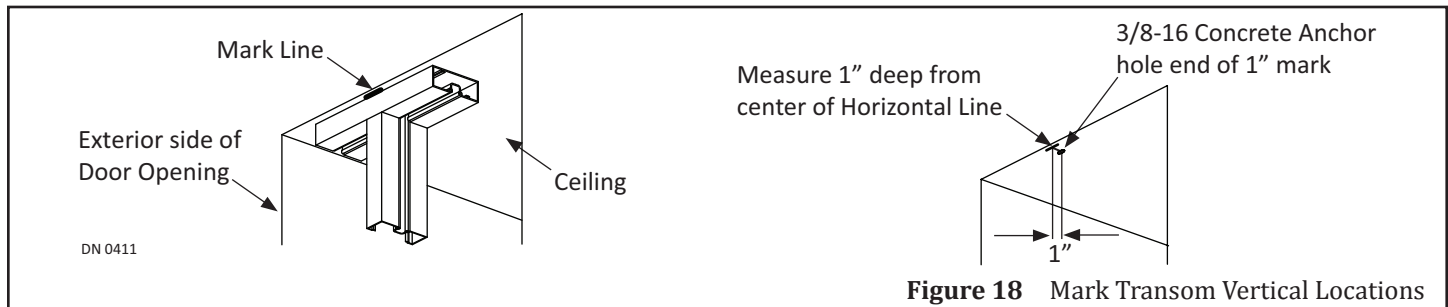 Mark Line
Exterior side of
Door Opening
Ceiling
DN 0411
3/8-16 Concrete Anchor
hole end of 1” mark
Measure 1” deep from
center of Horizontal Line
1”
Figure 18 Mark Transom Vertical Locations